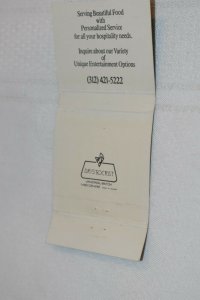 Serving Beautiful Food
with
Personalized Service
for all your hospitality needs.
Inquire about our Variety
of
Unique Entertainment Options
(312) 421-5222